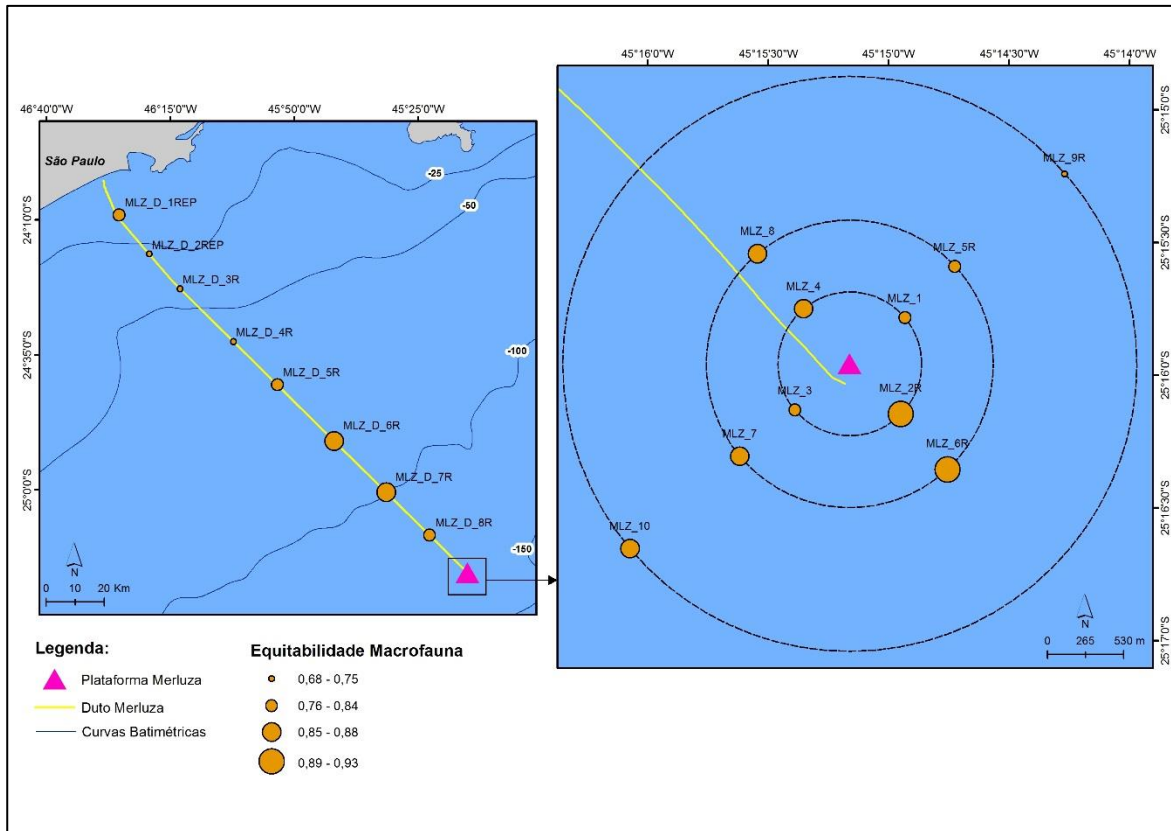 46°40'0"W 46°15'0"W 45°50'0"W 45°25'0"W
24°10'0"S
24°35'0"S
25°0'0"S
São Paulo
-25
-50
-100
-150
MLZ_D_1REP
MLZ_D_2REP
MLZ_D_3R
MLZ_D_4R
MLZ_D_5R
MLZ_D_6R
MLZ_D_7R
MLZ_D_8R
N
0 10 20 Km
45°16'0"W 45°15'30"W 45°15'0"W 45°14'30"W 45°14'0"W
25°15'0"S
25°15'30"S
25°16'0"S
25°16'30"S
25°17'0"S
MLZ_9R
MLZ_8
MLZ_5R
MLZ_4
MLZ_1
MLZ_3
MLZ_2R
MLZ_7
MLZ_6R
MLZ_10
N
0 265 530 m
Legenda:
Plataforma Merluza
Duto Merluza
Curvas Batimétricas
Equitabilidade Macrofauna
0,68 - 0,75
0,76 - 0,84
0,85 - 0,88
0,89 - 0,93